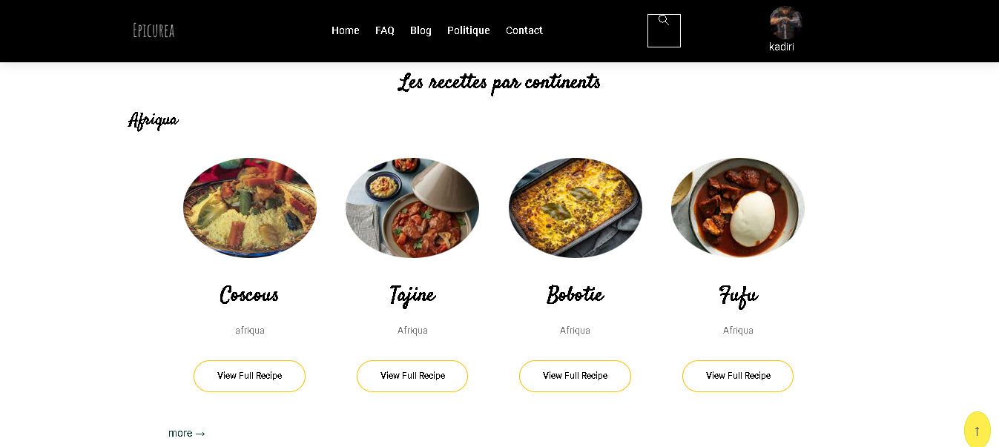 Epicurea
Home FAQ Blog Politique Contact
kadiri
Les recettes par continents
Afriqua
Coscous Tajine Bobotie Fufu
afriqua Afriqua Afriqua Afriqua
View Full Recipe View Full Recipe View Full Recipe View Full Recipe
more →
↑